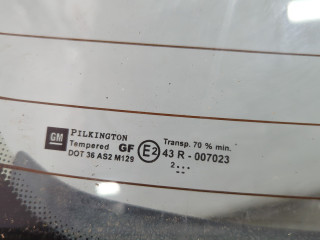 GM PILKINGTON
Tempered GF E2 Transp. 70 % min.
DOT 36 AS2 M129 43 R - 007023
2...